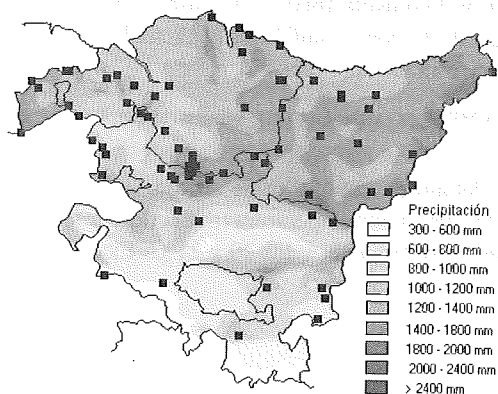 Precipitación
300 - 600 mm
600 - 800 mm
800 - 1000 mm
1000 - 1200 mm
1200 - 1400 mm
1400 - 1800 mm
1800 - 2000 mm
2000 - 2400 mm
> 2400 mm